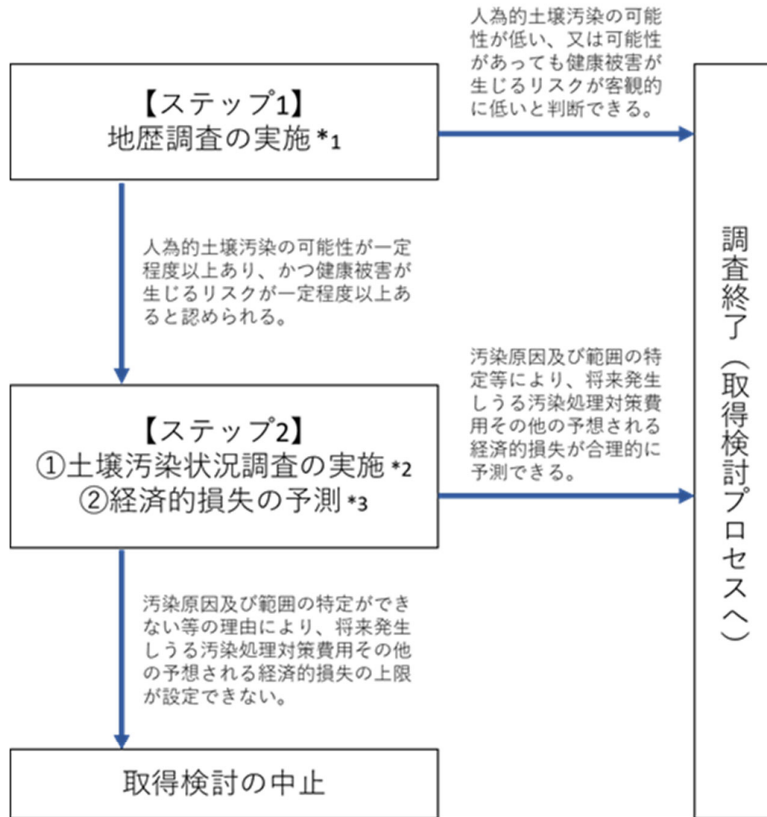 人為的土壌汚染の可能
性が低い、又は可能性
があっても健康被害が
生じるリスクが客観的
に低いと判断できる。
【ステップ1】
地歴調査の実施 *1
人為的土壌汚染の可能性が一定
程度以上あり、かつ健康被害が
生じるリスクが一定程度以上あ
ると認められる。
【ステップ2】
①土壌汚染状況調査の実施 *2
②経済的損失の予測 *3
汚染原因及び範囲の特
定等により、将来発生
しうる汚染処理対策費
用その他の予想される
経済的損失が合理的に
予測できる。
汚染原因及び範囲の特定ができ
ない等の理由により、将来発生
しうる汚染処理対策費用その他
の予想される経済的損失の上限
が設定できない。
取得検討の中止
調査終了（取得検討プロセスへ）